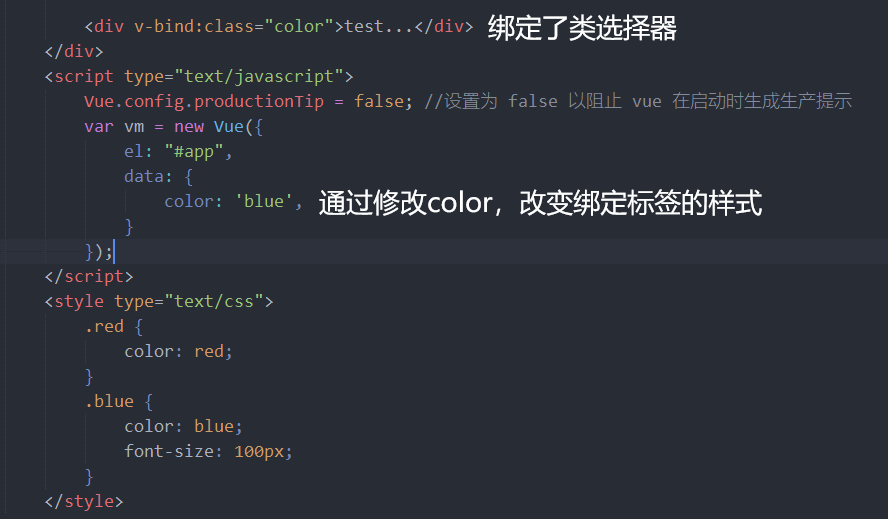 <div v-bind:class="color">test...</div> 绑定了类选择器
</div>
<script type="text/javascript">
Vue.config.productionTip = false; //设置为 false 以阻止 vue 在启动时生成生产提示
var vm = new Vue({
el: "#app",
data: {
color: 'blue', 通过修改color，改变绑定标签的样式
}
});
</script>
<style type="text/css">
.red {
color: red;
}
.blue {
color: blue;
font-size: 100px;
}
</style>